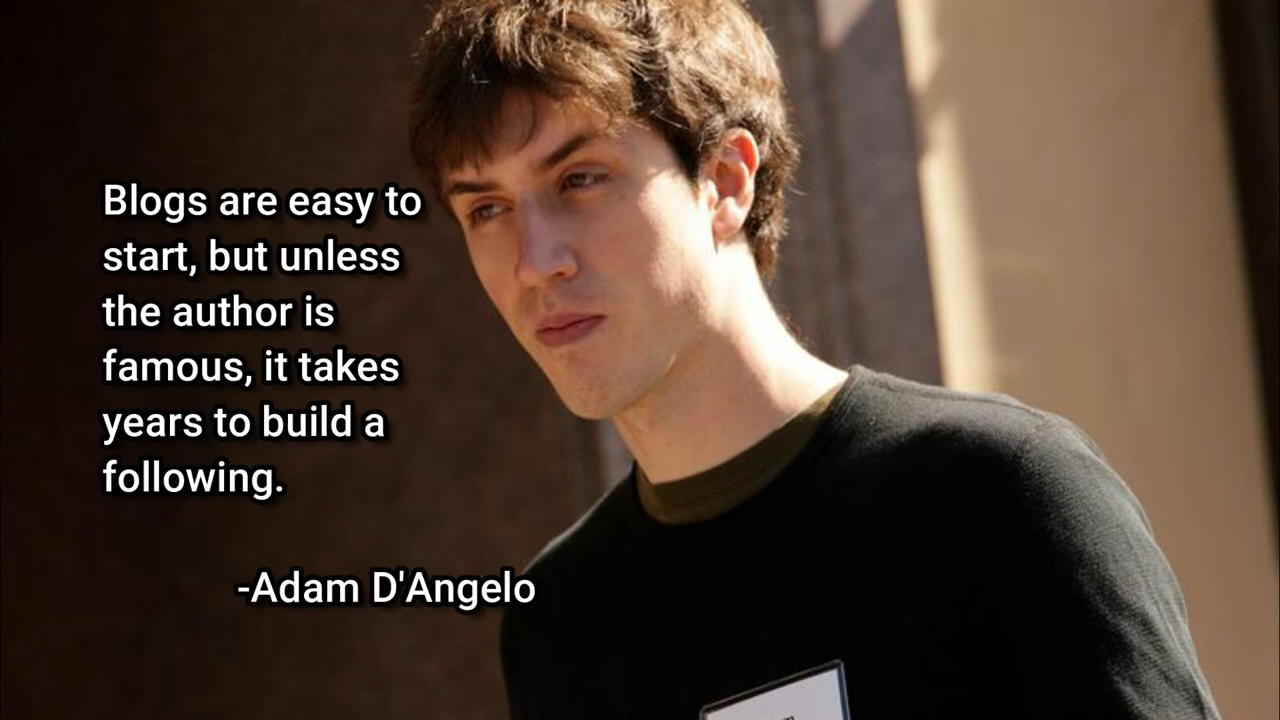 Blogs are easy to
start, but unless
the author is
famous, it takes
years to build a
following.
-Adam D'Angelo